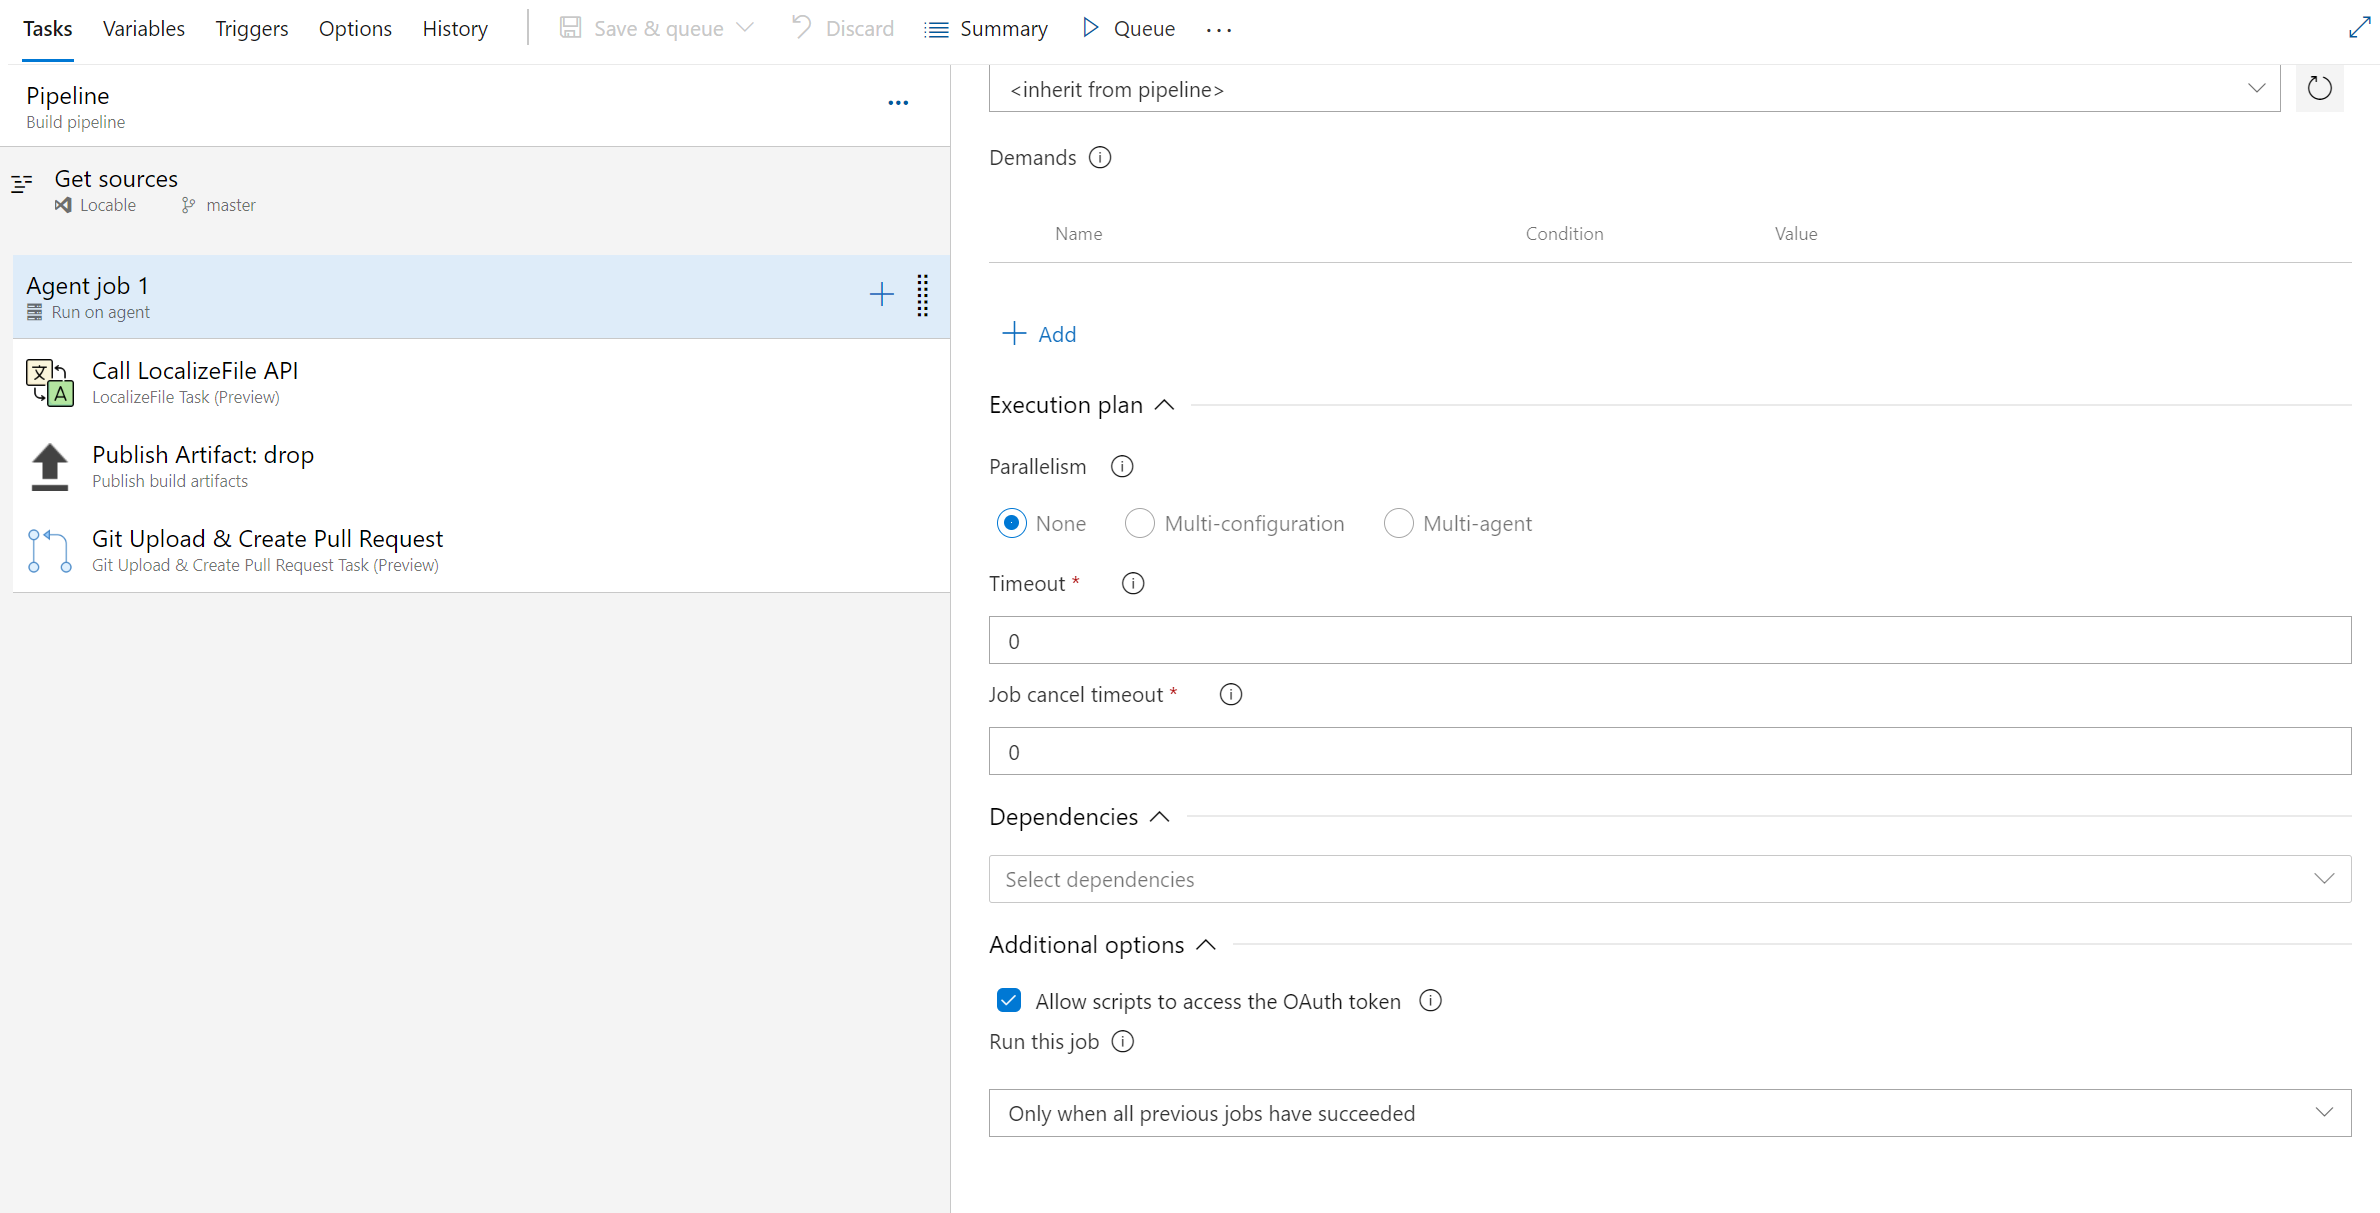 Tasks Variables Triggers Options History Save & queue Discard Summary Queue ...
Pipeline
Build pipeline
...
Get sources
Locable master
Agent job 1
Run on agent
Call LocalizeFile API
LocalizeFile Task (Preview)
Publish Artifact: drop
Publish build artifacts
Git Upload & Create Pull Request
Git Upload & Create Pull Request Task (Preview)
<inherit from pipeline>
Demands
Name Condition Value
Add
Execution plan
Parallelism
None Multi-configuration Multi-agent
Timeout *
0
Job cancel timeout *
0
Dependencies
Select dependencies
Additional options
Allow scripts to access the OAuth token
Run this job
Only when all previous jobs have succeeded